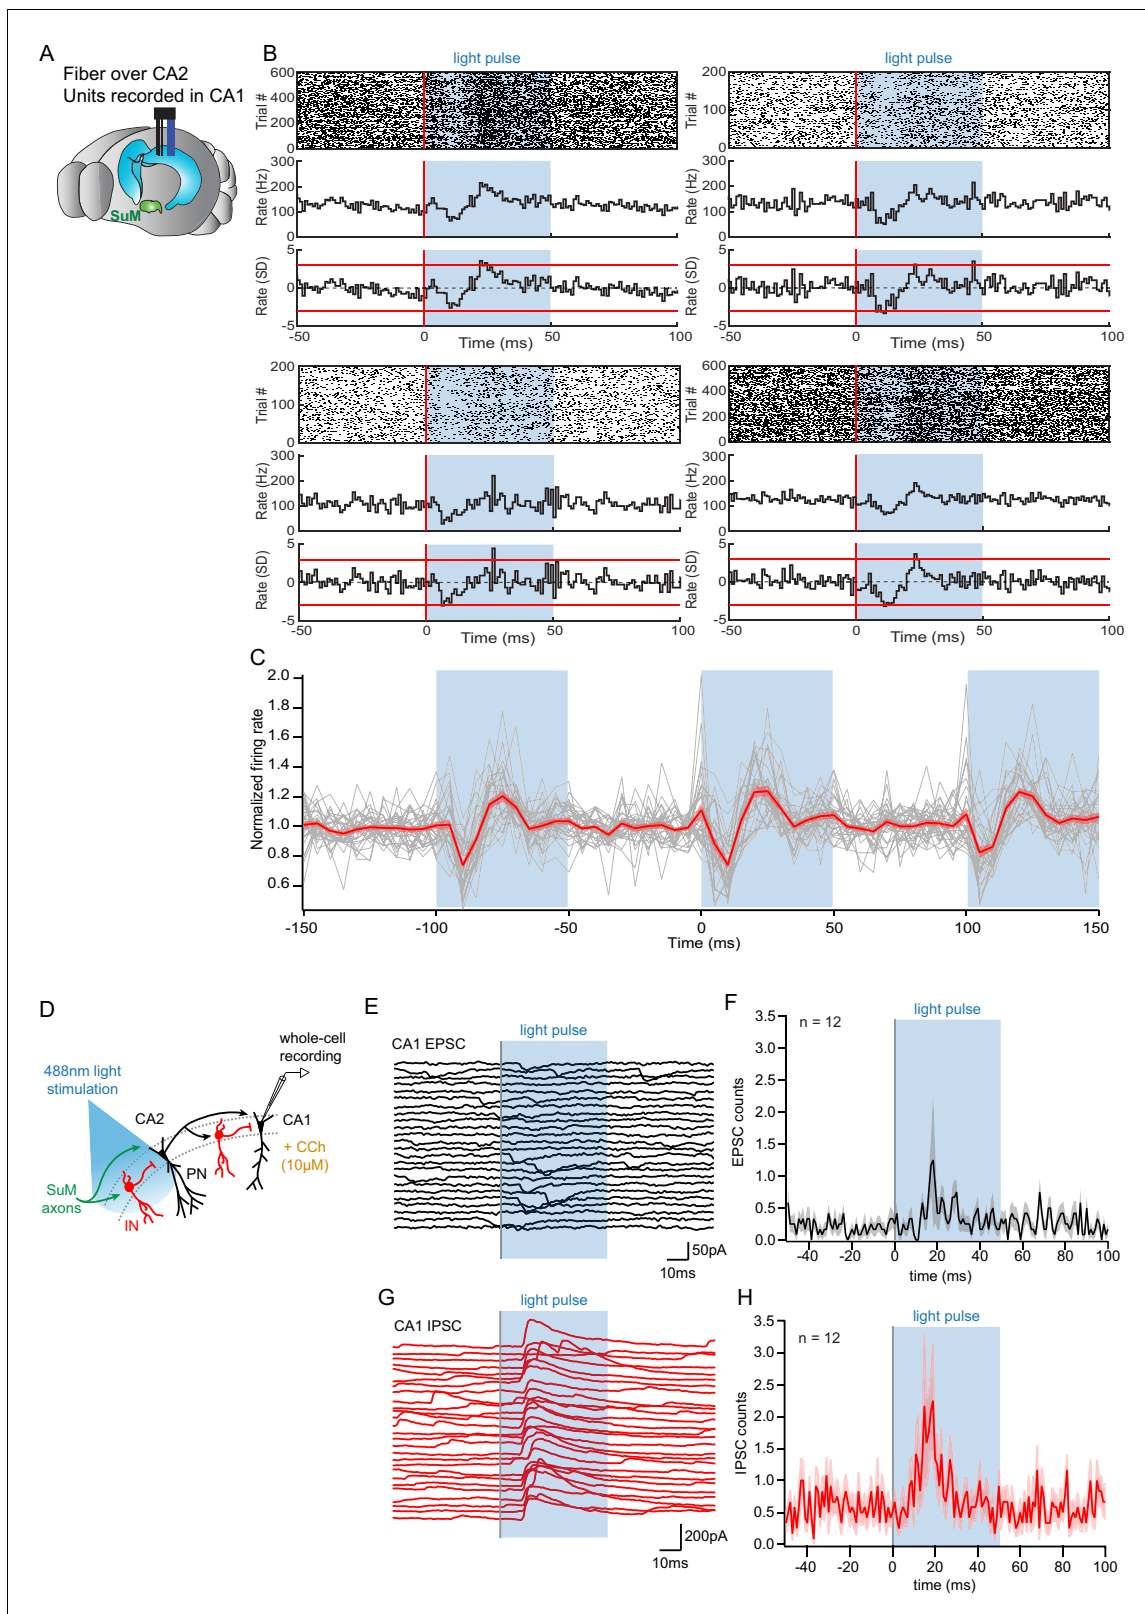 A
Fiber over CA2
Units recorded in CA1
SuM
B
light pulse
light pulse
600
400
200
0
Trial #
200
100
0
Trial #
300
200
100
0
Rate (Hz)
300
200
100
0
Rate (Hz)
5
0
-5
Rate (SD)
5
0
-5
Rate (SD)
-50 0 Time (ms) 50 100
-50 0 Time (ms) 50 100
200
100
0
Trial #
600
400
200
0
Trial #
300
200
100
0
Rate (Hz)
300
200
100
0
Rate (Hz)
5
0
-5
Rate (SD)
5
0
-5
Rate (SD)
-50 0 Time (ms) 50 100
-50 0 Time (ms) 50 100
C
2.0
1.8
1.6
1.4
1.2
1.0
0.8
0.6
Normalized firing rate
-150 -100 -50 0 50 100 150
Time (ms)
D
488nm light
stimulation
whole-cell
recording
CA2
CA1
+ CCh
(10µM)
PN
SuM
axons
IN
E
light pulse
CA1 EPSC
50pA
10ms
F
light pulse
n = 12
3.5
3.0
2.5
2.0
1.5
1.0
0.5
0.0
EPSC counts
-40 -20 0 20 40 60 80 100
time (ms)
G
light pulse
CA1 IPSC
200pA
10ms
H
light pulse
n = 12
3.5
3.0
2.5
2.0
1.5
1.0
0.5
0.0
IPSC counts
-40 -20 0 20 40 60 80 100
time (ms)